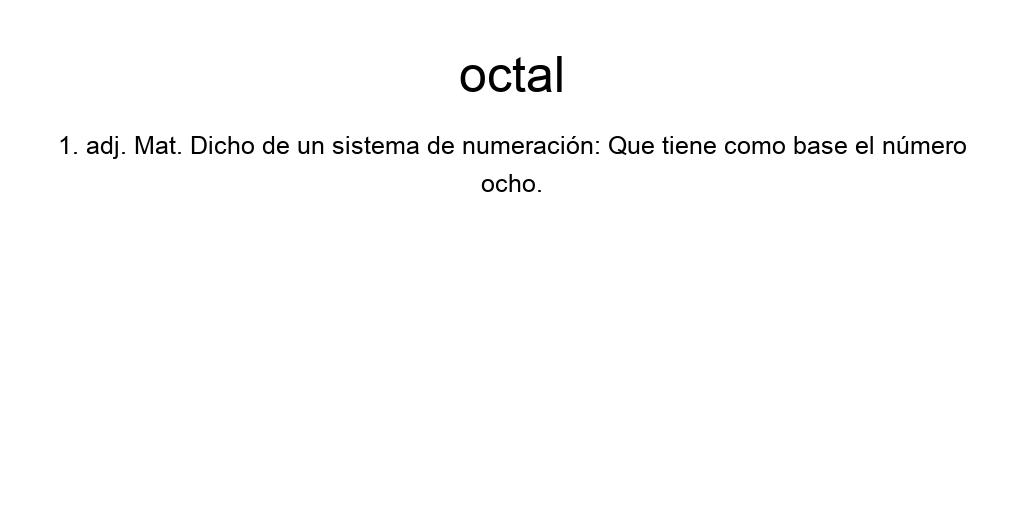 octal
1. adj. Mat. Dicho de un sistema de numeración: Que tiene como base el número
ocho.